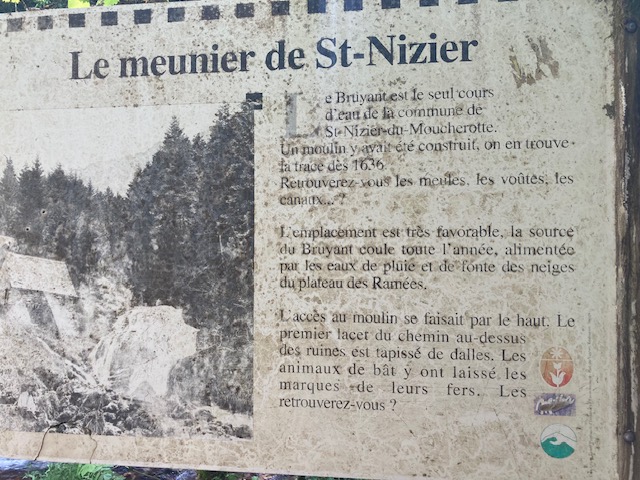 Le meunier de St-Nizier
Le Bruyant est le seul cours
d'eau de la commune de
St-Nizier-du-Moucherotte.
Un moulin y avait été construit, on en trouve
la trace dès 1636.
Retrouverez-vous les meules, les voûtes, les
canaux... ?
L'emplacement est très favorable, la source
du Bruyant coule toute l'année, alimentée
par les eaux de pluie et de fonte des neiges
du plateau des Ramées.
L'accès au moulin se faisait par le haut. Le
premier lacet du chemin au-dessus
des ruines est tapissé de dalles. Les
animaux de bât y ont laissé les
marques de leurs fers. Les
retrouverez-vous ?